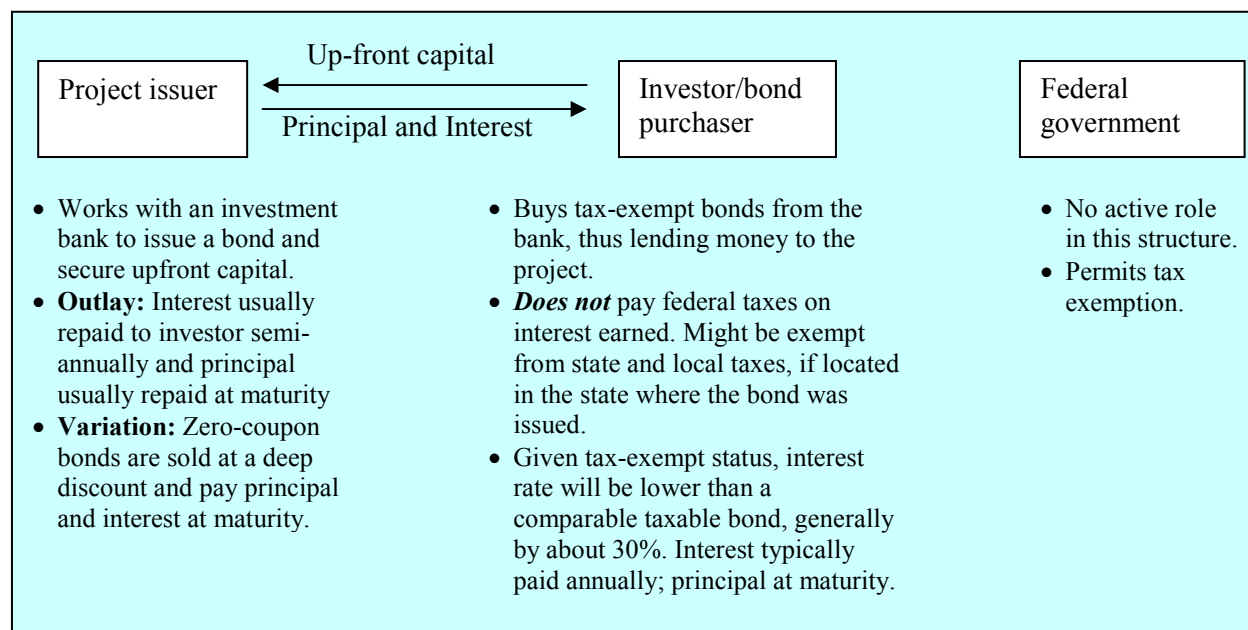 Up-front capital
Project issuer
Principal and Interest
Investor/bond
purchaser
Federal
government
• Works with an investment
bank to issue a bond and
secure upfront capital.
• Outlay: Interest usually
repaid to investor semi-
annually and principal
usually repaid at maturity
• Variation: Zero-coupon
bonds are sold at a deep
discount and pay principal
and interest at maturity.
• Buys tax-exempt bonds from the
bank, thus lending money to the
project.
• Does not pay federal taxes on
interest earned. Might be exempt
from state and local taxes, if located
in the state where the bond was
issued.
• Given tax-exempt status, interest
rate will be lower than a
comparable taxable bond, generally
by about 30%. Interest typically
paid annually; principal at maturity.
• No active role
in this structure.
• Permits tax
exemption.